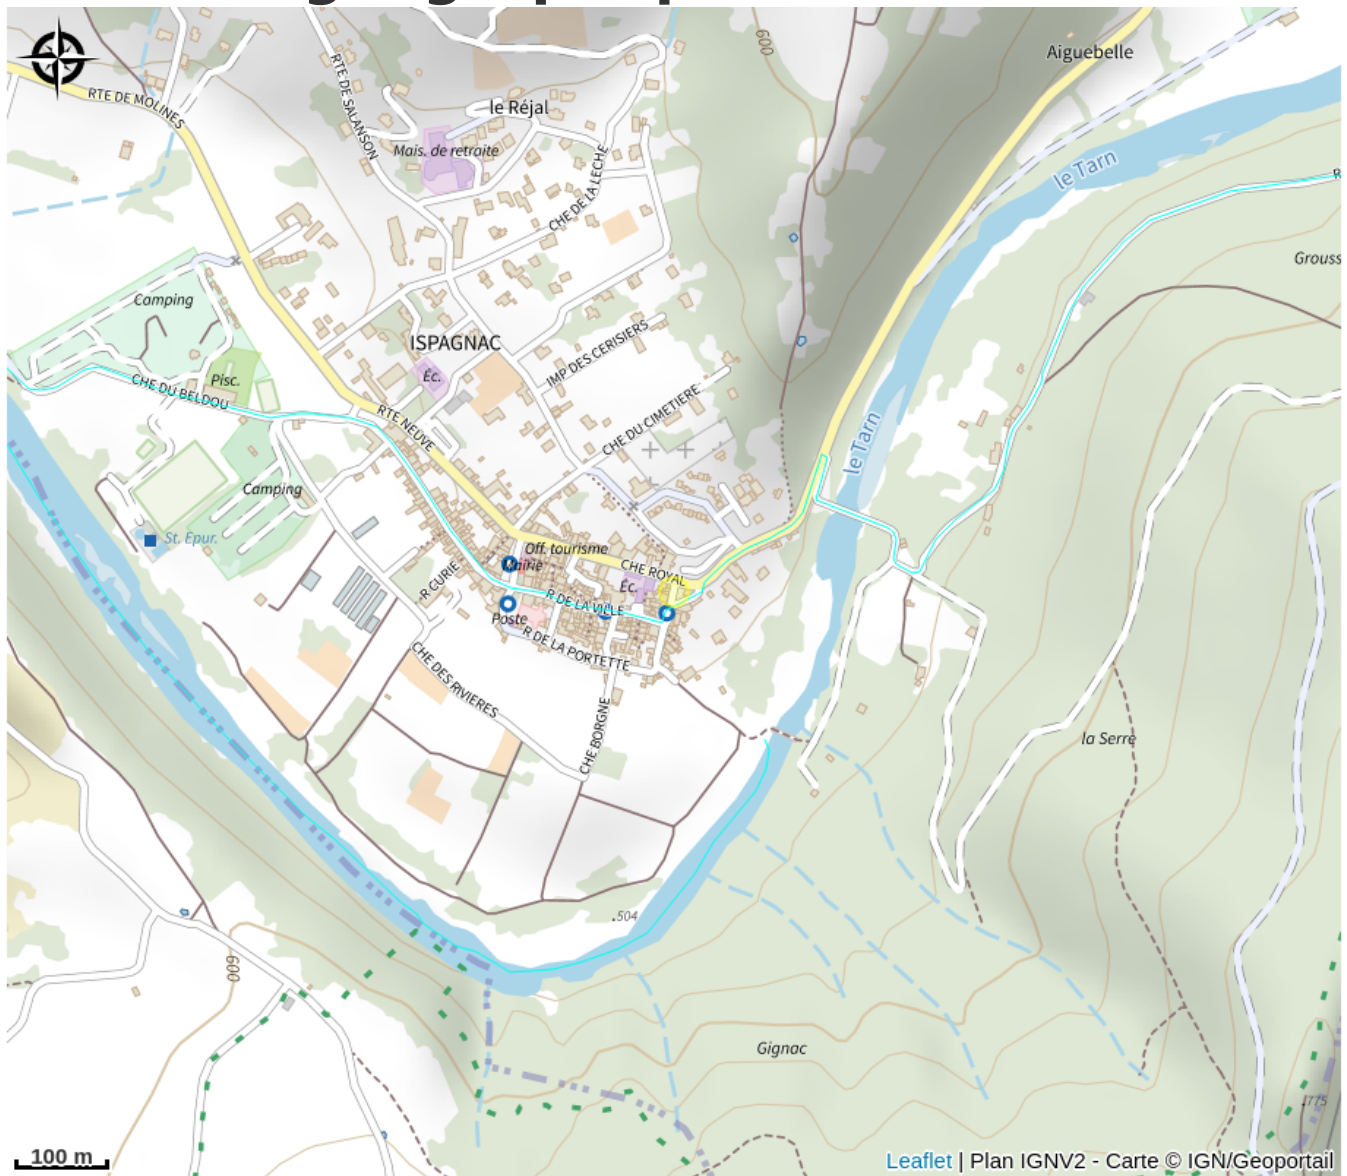 Aiguebelle
600
RTE DE MOLINES
RTE DE SALANSON
le Réjal
Mais. de retraite
CHE DE LA LECHE
le Tarn
Grouss
Camping
ISPAGNAC
IMP DES CERISIERS
Éc.
Pisc.
CHE DU BELDOU
RTE NEUVE
CHE DU CIMETIERE
le Tarn
Camping
St. Epur.
Off. tourisme
Mairie
CHE ROYAL
Éc.
R CURIE
R DE LA VILLE
Poste
R DE LA PORTETTE
CHE DES RIVIERES
CHE BORGNE
la Serre
504
600
Gignac
775
100 m
Leaflet | Plan IGNV2 - Carte © IGN/Geoportail